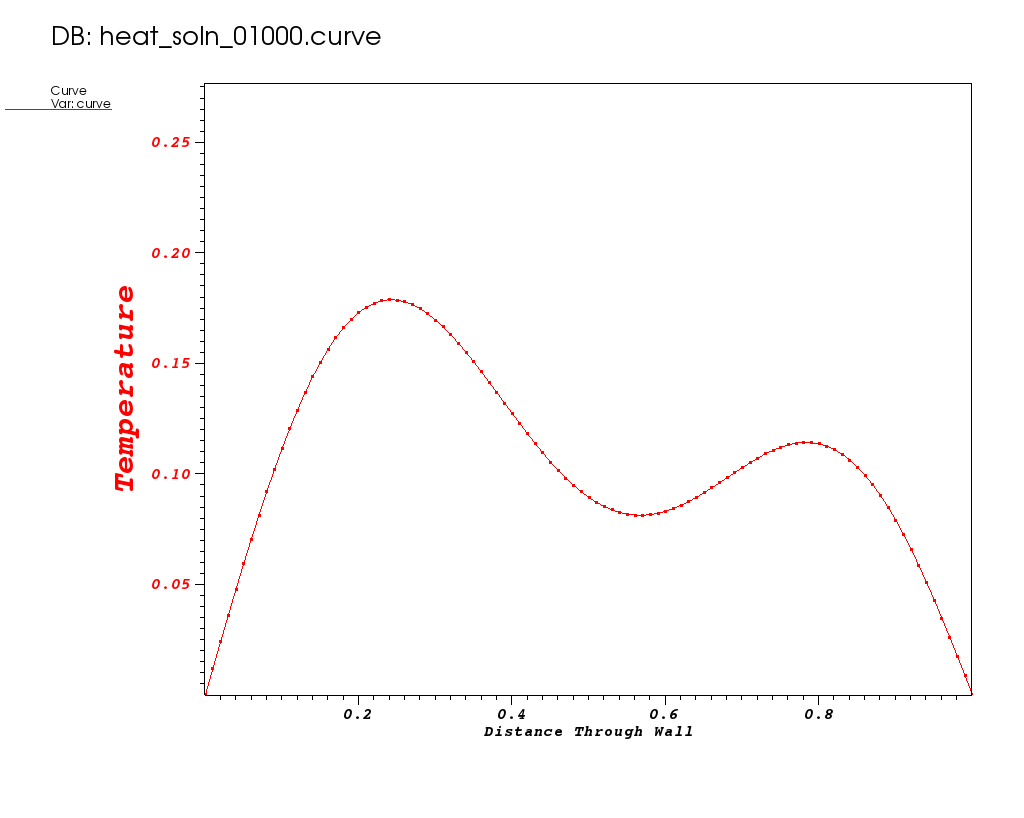 DB: heat_soln_01000.curve
Curve
Var: curve
0.25
0.20
0.15
0.10
0.05
Temperature
0.2 0.4 0.6 0.8
Distance Through Wall